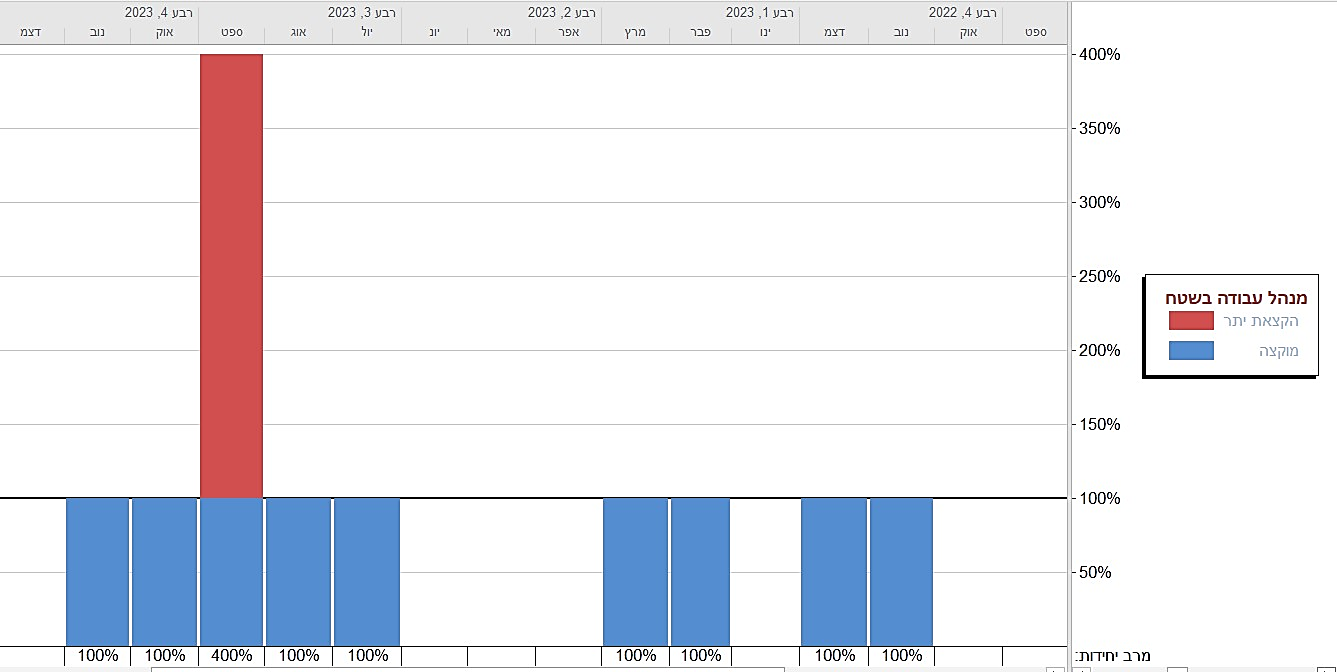 רבע 4, 2022 רבע 1, 2023 רבע 2, 2023 רבע 3, 2023 רבע 4, 2023
ספט אוק נוב דצמ ינו פבר מרץ אפר מאי יונ יול אוג ספט אוק נוב דצמ
400%
350%
300%
250%
200%
150%
100%
50%
מנהל עבודה בשטח
הקצאת יתר
מוקצה
מרב יחידות: 100% 100% 100% 100% 100% 100% 400% 100% 100%